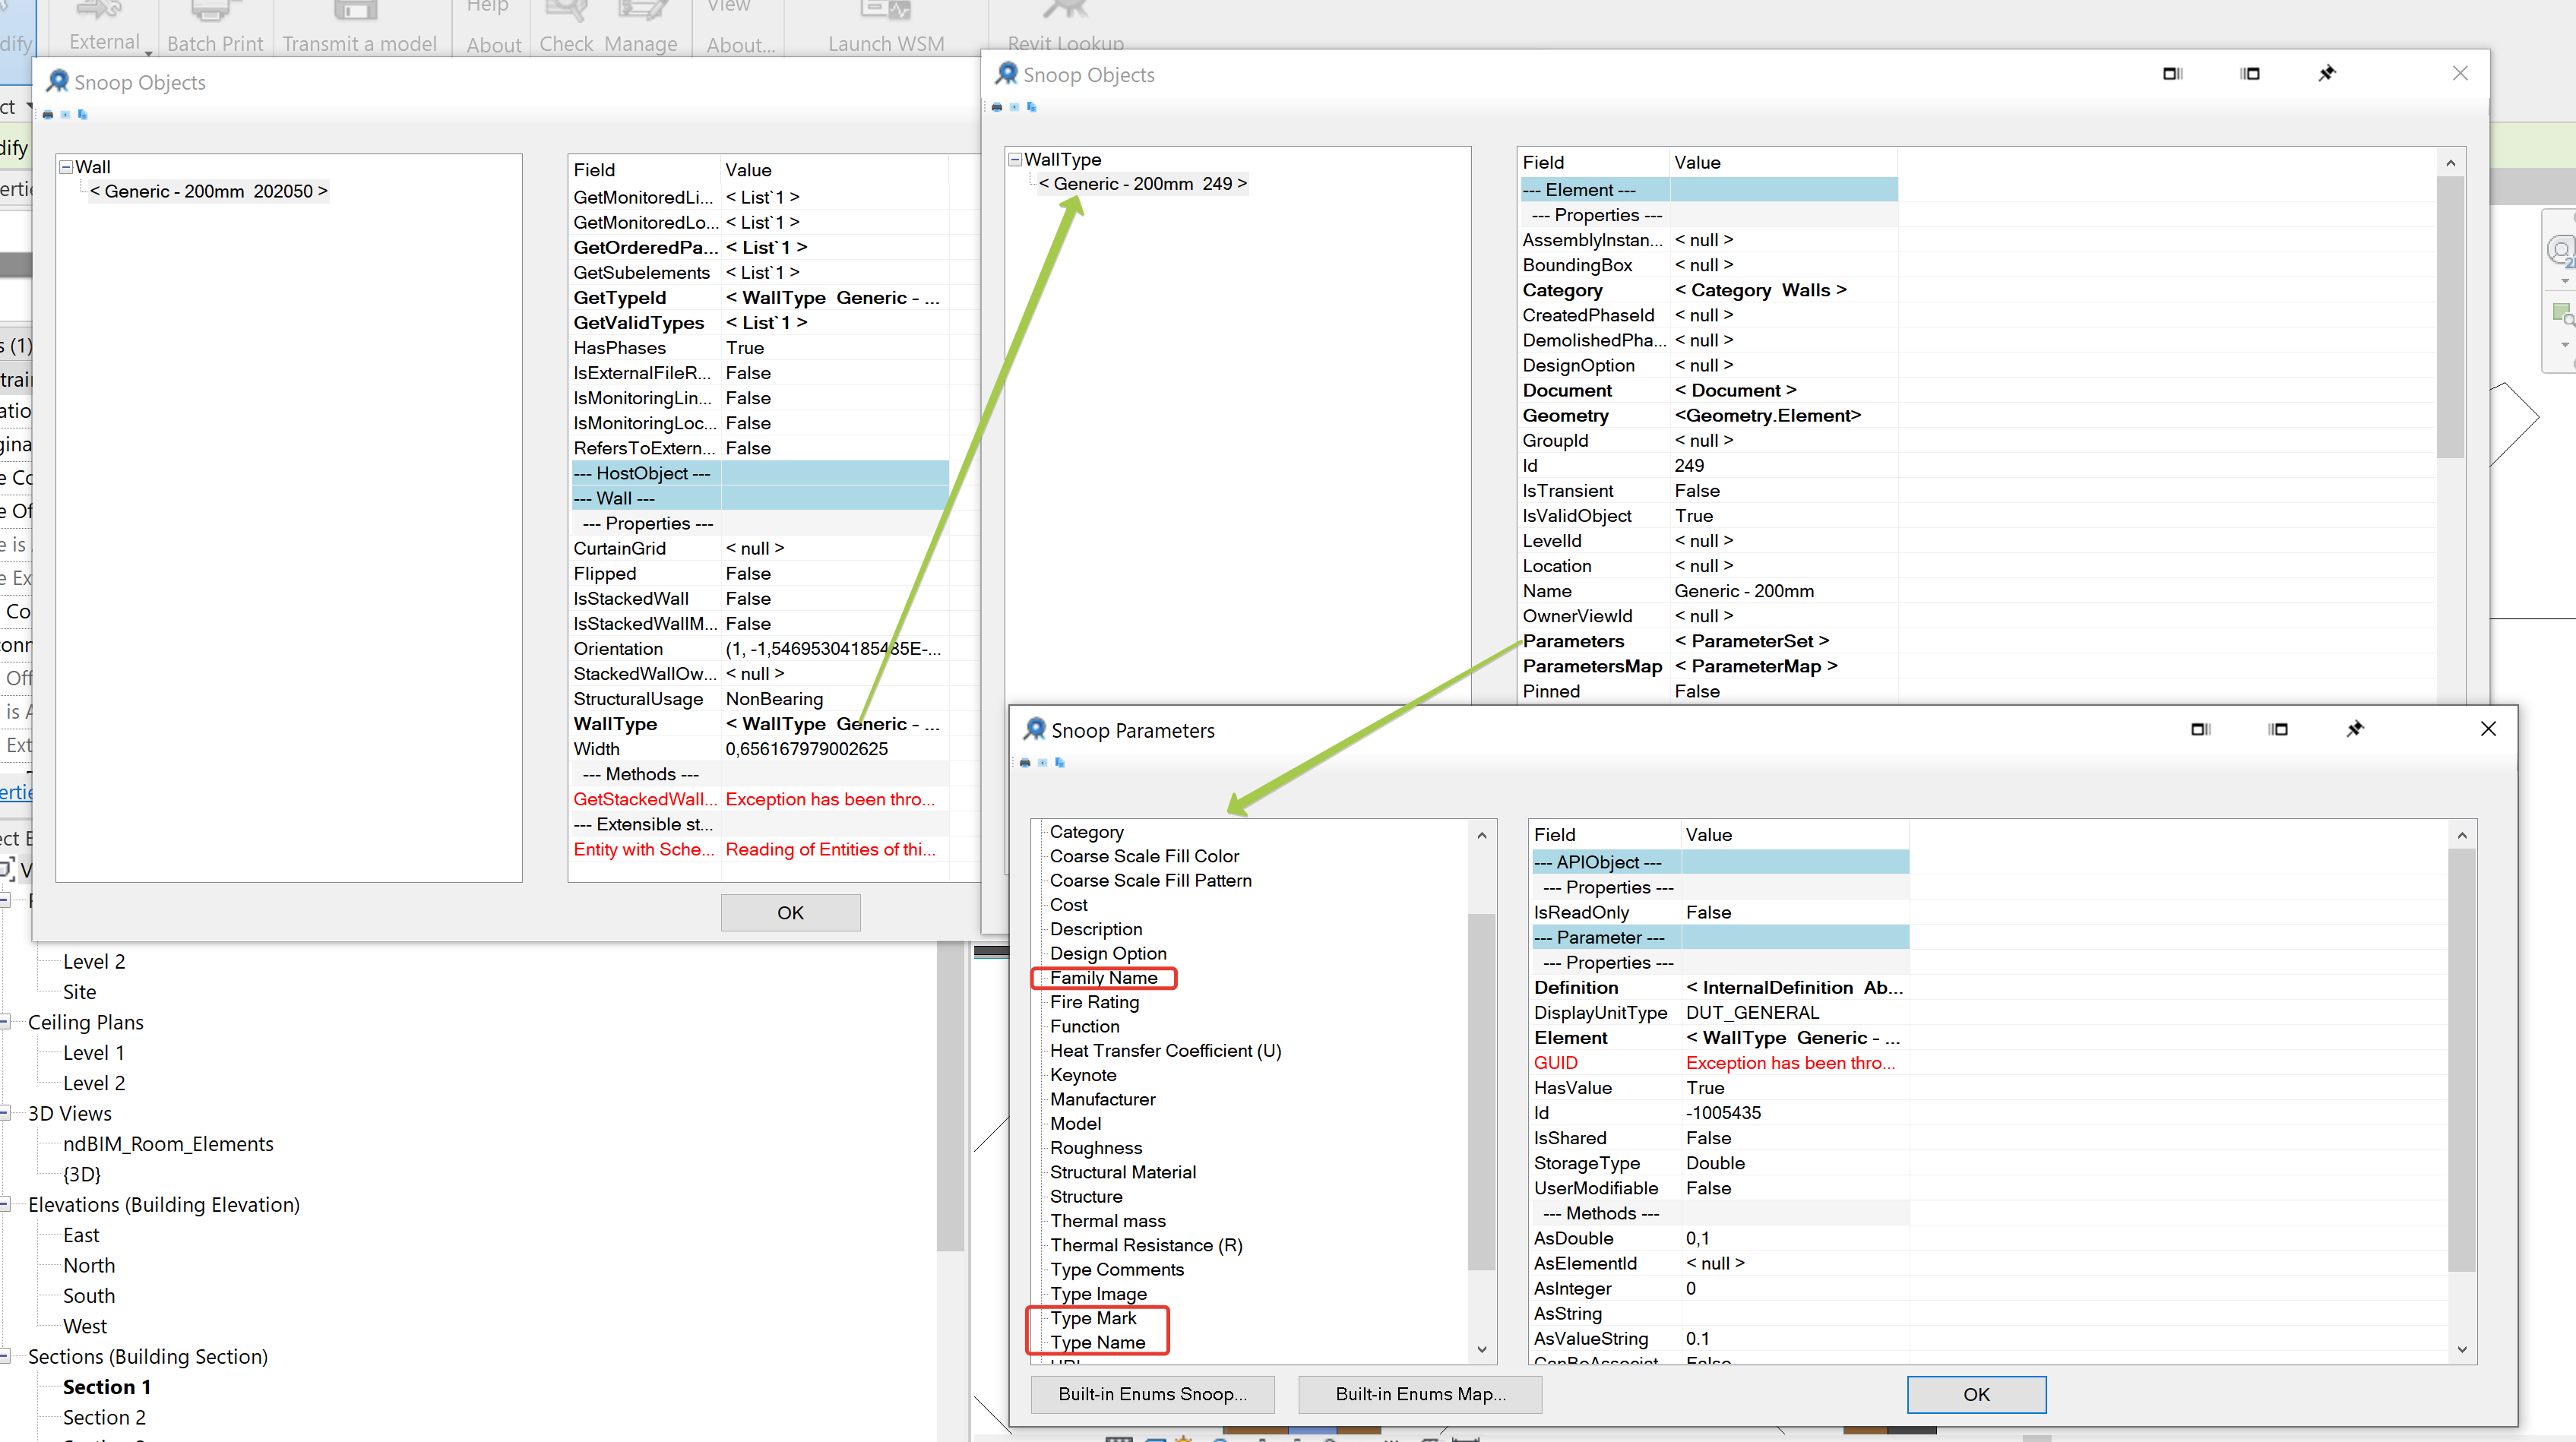 External
Batch Print
Transmit a model
Help
About
Check
Manage
View
About...
Launch WSM
Revit Lookup
Snoop Objects
Wall
< Generic - 200mm  202050 >
Field Value
GetMonitoredLi... < List`1 >
GetMonitoredLo... < List`1 >
GetOrderedPa... < List`1 >
GetSubelements < List`1 >
GetTypeId < WallType  Generic - ...
GetValidTypes < List`1 >
HasPhases True
IsExternalFileR... False
IsMonitoringLin... False
IsMonitoringLoc... False
RefersToExtern... False
--- HostObject ---
--- Wall ---
--- Properties ---
CurtainGrid < null >
Flipped False
IsStackedWall False
IsStackedWallM... False
Orientation (1, -1,54695304185485E-...
StackedWallOw... < null >
StructuralUsage NonBearing
WallType < WallType  Generic - ...
Width 0,656167979002625
--- Methods ---
GetStackedWall... Exception has been thro...
--- Extensible st...
Entity with Sche... Reading of Entities of thi...
OK
Snoop Objects
WallType
< Generic - 200mm  249 >
Field Value
--- Element ---
--- Properties ---
AssemblyInstan... < null >
BoundingBox < null >
Category < Category  Walls >
CreatedPhaseId < null >
DemolishedPha... < null >
DesignOption < null >
Document < Document >
Geometry <Geometry.Element>
GroupId < null >
Id 249
IsTransient False
IsValidObject True
LevelId < null >
Location < null >
Name Generic - 200mm
OwnerViewId < null >
Parameters < ParameterSet >
ParametersMap < ParameterMap >
Pinned False
Snoop Parameters
Category
Coarse Scale Fill Color
Coarse Scale Fill Pattern
Cost
Description
Design Option
Family Name
Fire Rating
Function
Heat Transfer Coefficient (U)
Keynote
Manufacturer
Model
Roughness
Structural Material
Structure
Thermal mass
Thermal Resistance (R)
Type Comments
Type Image
Type Mark
Type Name
Field Value
--- APIObject ---
--- Properties ---
IsReadOnly False
--- Parameter ---
--- Properties ---
Definition < InternalDefinition  Ab...
DisplayUnitType DUT_GENERAL
Element < WallType  Generic - ...
GUID Exception has been thro...
HasValue True
Id -1005435
IsShared False
StorageType Double
UserModifiable False
--- Methods ---
AsDouble 0,1
AsElementId < null >
AsInteger 0
AsString
AsValueString 0.1
CanBeAssociat... False
Built-in Enums Snoop...
Built-in Enums Map...
OK
Level 2
Site
Ceiling Plans
Level 1
Level 2
3D Views
ndBIM_Room_Elements
{3D}
Elevations (Building Elevation)
East
North
South
West
Sections (Building Section)
Section 1
Section 2